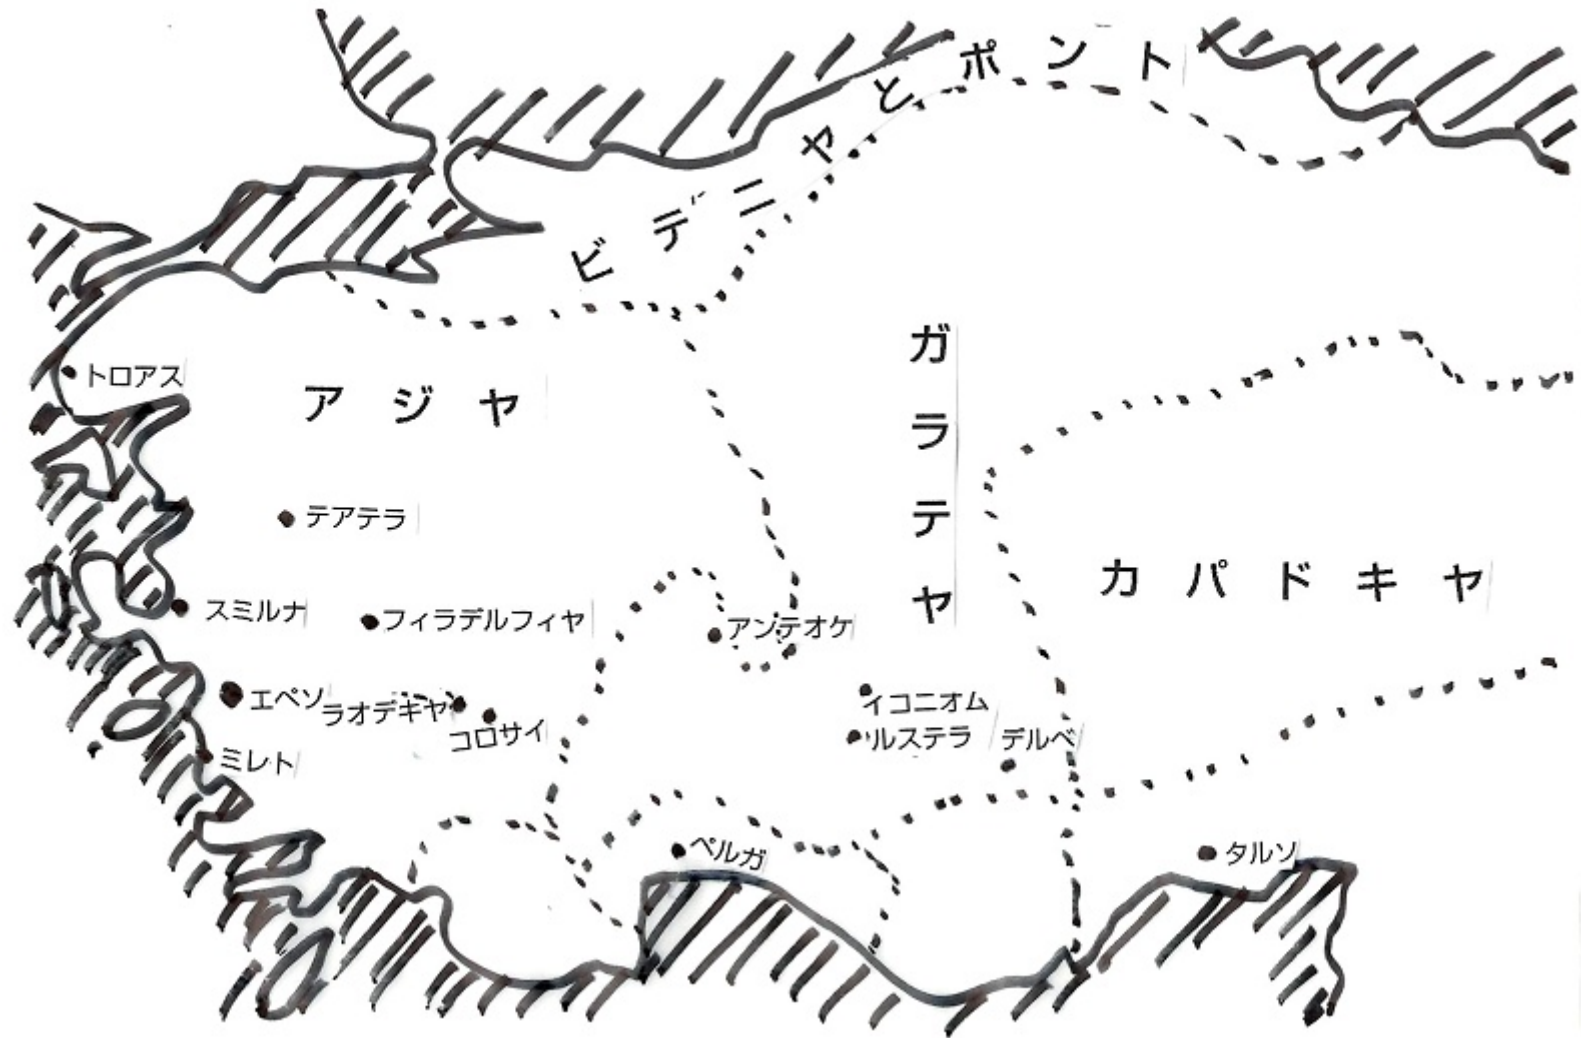 ビデニヤとポント
トロアス
アジヤ
ガラテヤ
テアテラ
カパドキヤ
スミルナ
フィラデルフィヤ
アンテオケ
エペソ
ラオデキヤ
コロサイ
イコニオム
ルステラ
デルベ
ミレト
ペルガ
タルソ